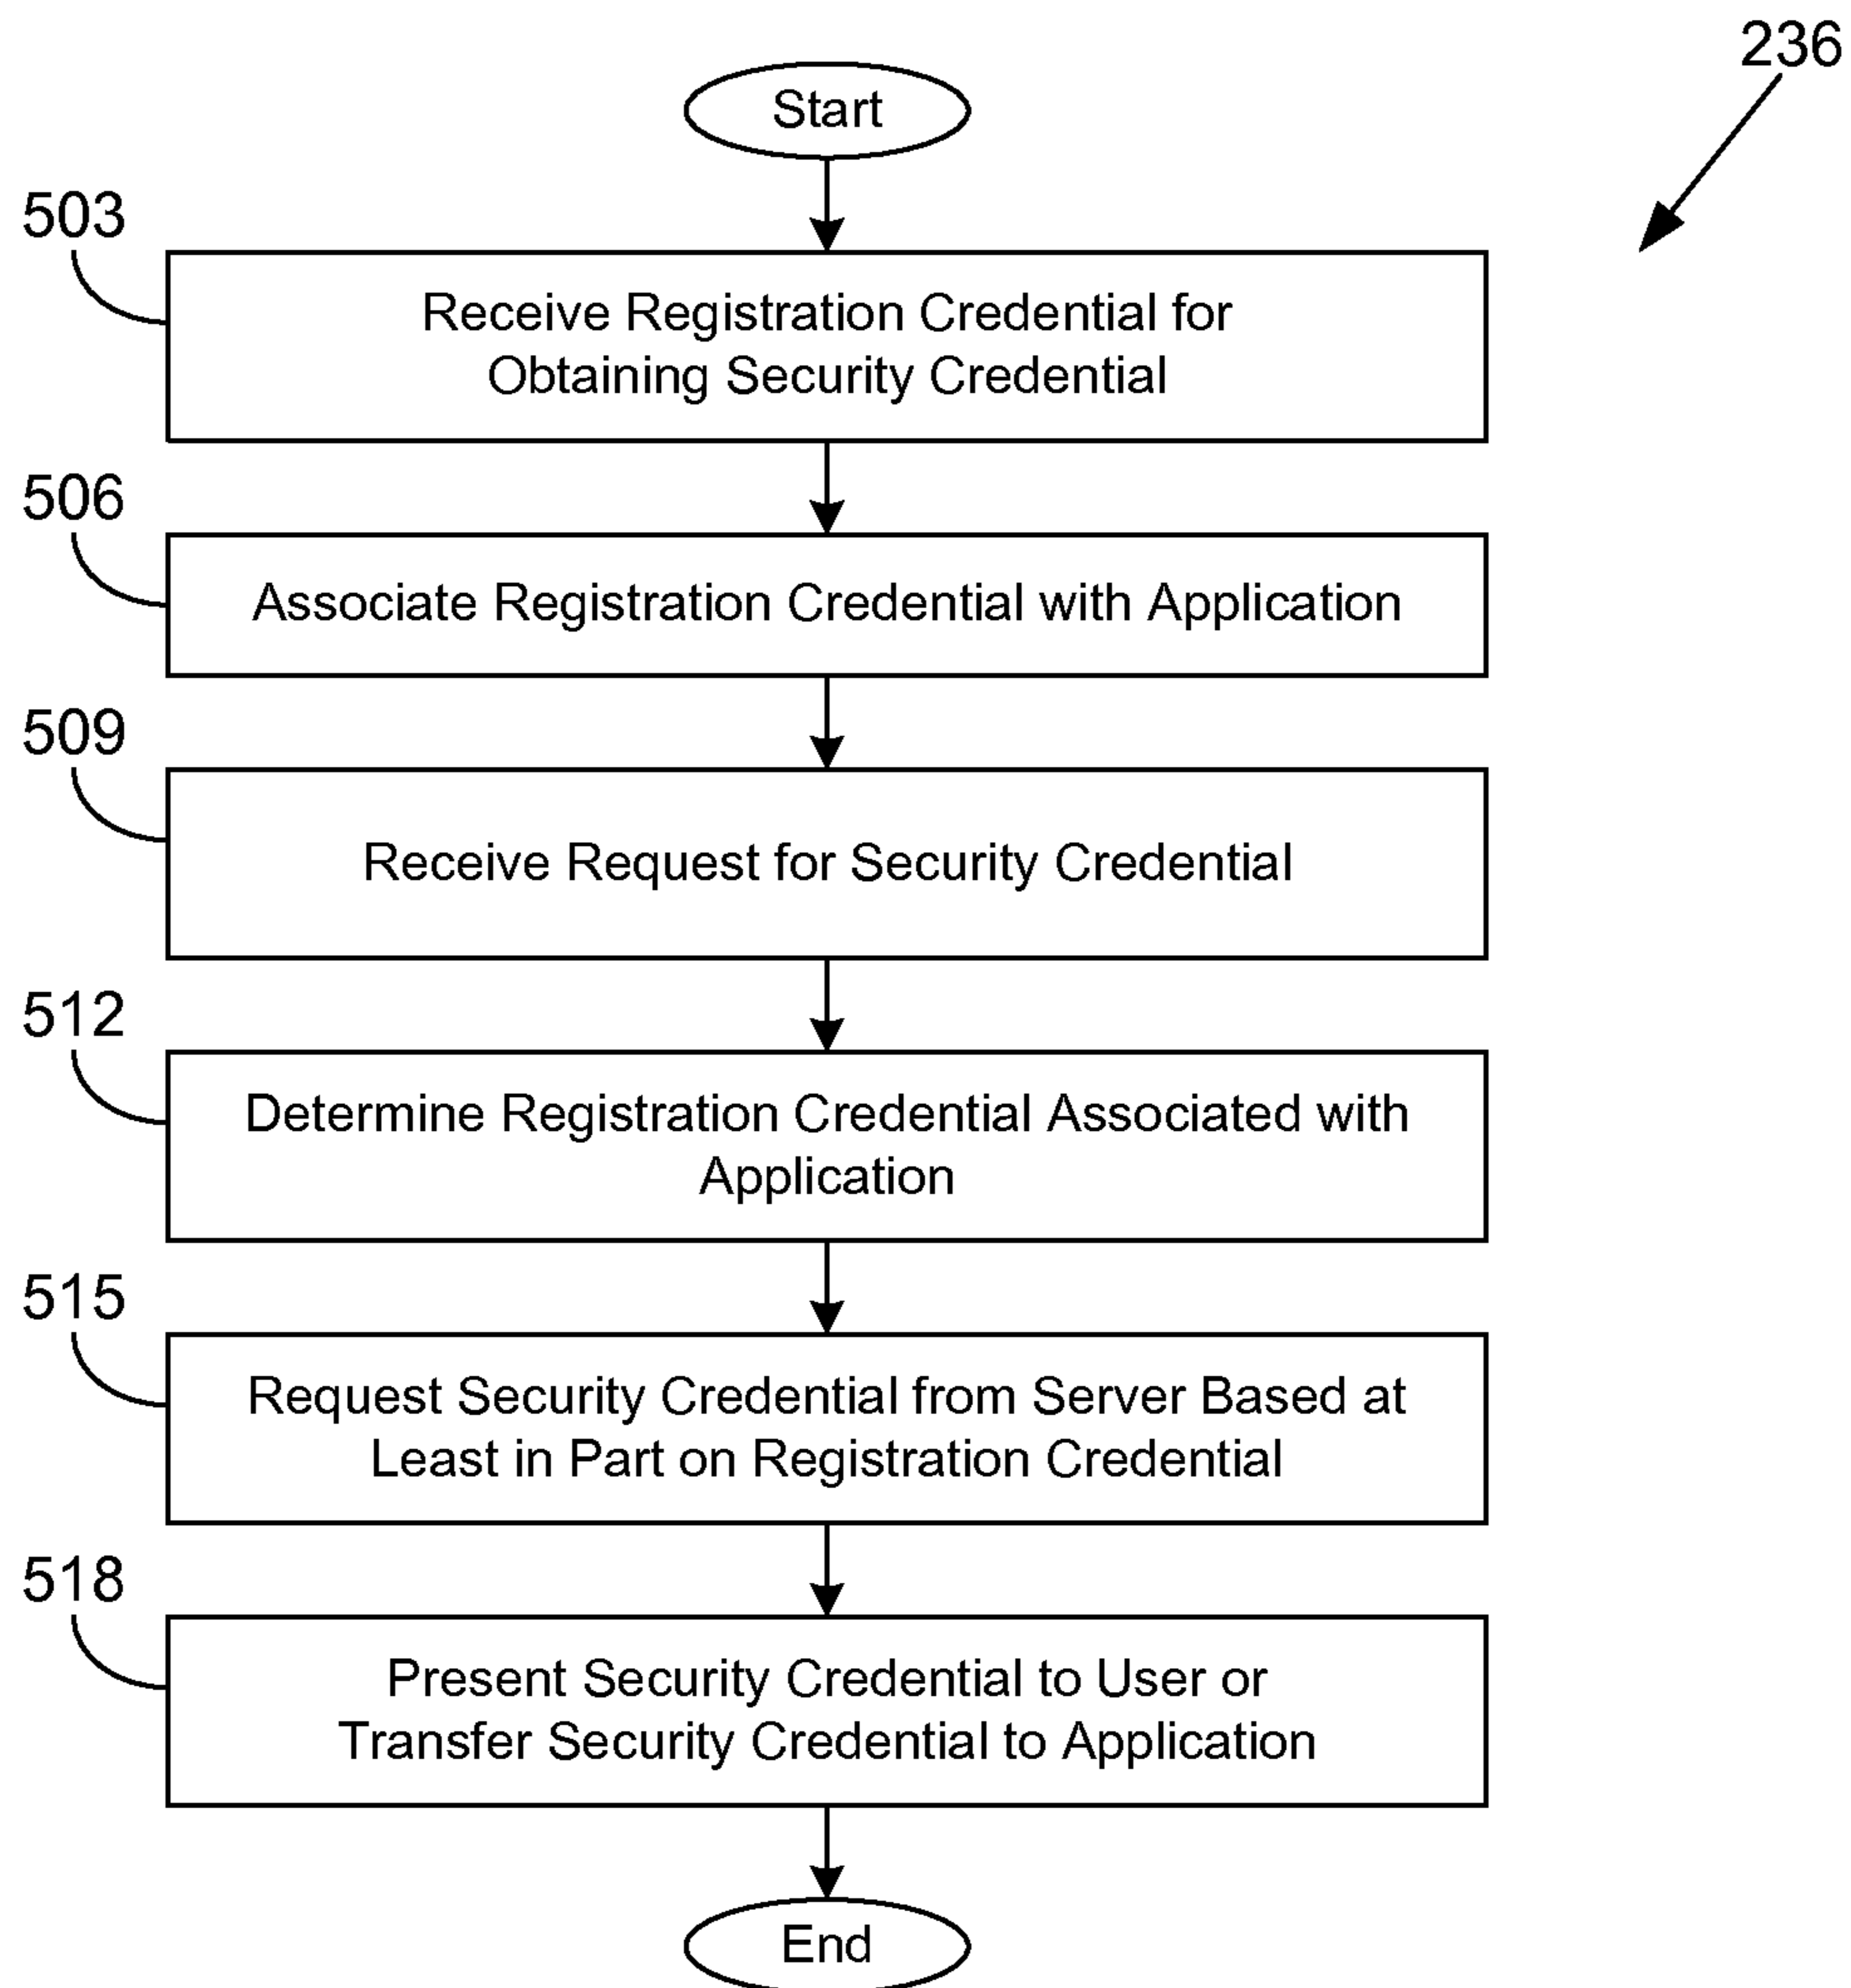 236
Start
503
Receive Registration Credential for
Obtaining Security Credential
506
Associate Registration Credential with Application
509
Receive Request for Security Credential
512
Determine Registration Credential Associated with
Application
515
Request Security Credential from Server Based at
Least in Part on Registration Credential
518
Present Security Credential to User or
Transfer Security Credential to Application
End